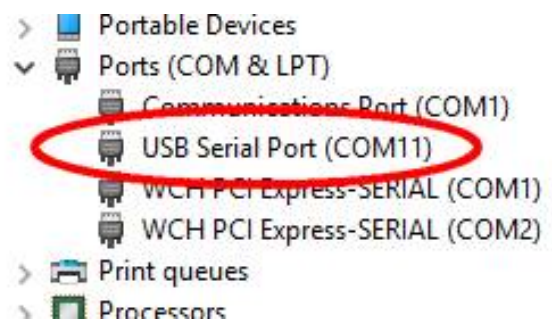 Portable Devices
Ports (COM & LPT)
Communications Port (COM1)
USB Serial Port (COM11)
WCH PCI Express-SERIAL (COM1)
WCH PCI Express-SERIAL (COM2)
Print queues
Processors